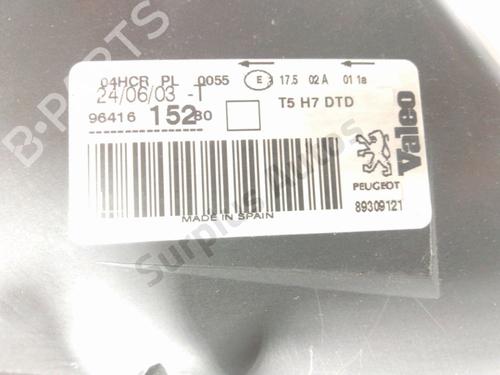 04HCR PL 0055 E 17.5 02 A 01 1a
24/06/03 -T
96416 152 80 T5 H7 DTD
Valeo
PEUGEOT
89309121
MADE IN SPAIN
B-PARTS
Surplus Autos